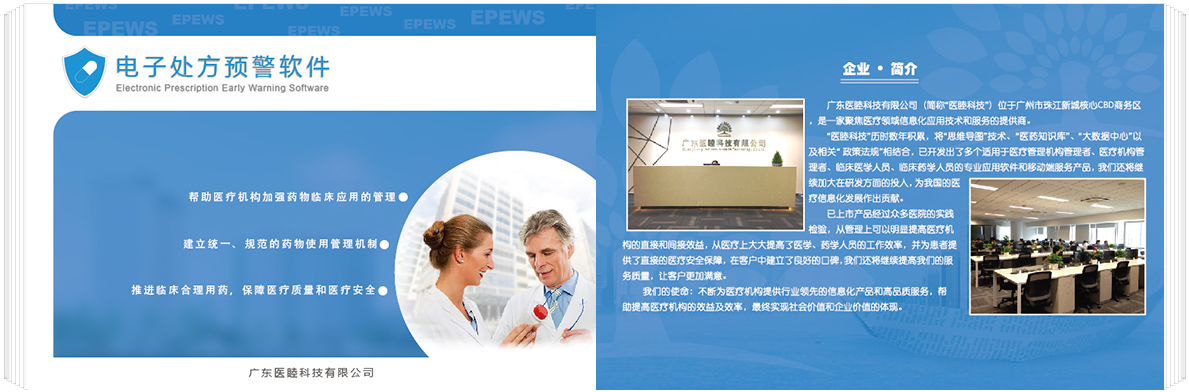 EPEWS
EPEWS
EPEWS
EPEWS
EPEWS
EPEWS
电子处方预警软件
Electronic Prescription Early Warning Software
帮助医疗机构加强药物临床应用的管理
建立统一、规范的药物使用管理机制
推进临床合理用药，保障医疗质量和医疗安全
广东医睦科技有限公司
企业·简介
广东医睦科技有限公司
广东医睦科技有限公司（简称“医睦科技”）位于广州市珠江新城核心CBD商务区
，是一家聚焦医疗领域信息化应用技术和服务的提供商。
“医睦科技”历时数年积累，将“思维导图”技术、“医药知识库”、“大数据中心”以
及相关“ 政策法规”相结合，已开发出了多个适用于医疗管理机构管理者、医疗机构管
理者、临床医学人员、临床药学人员的专业应用软件和移动端服务产品，我们还将继
续加大在研发方面的投入，为我国的医
疗信息化发展作出贡献。
已上市产品经过众多医院的实践
检验，从管理上可以明显提高医疗机
构的直接和间接效益，从医疗上大大提高了医学、药学人员的工作效率，并为患者提
供了直接的医疗安全保障，在客户中建立了良好的口碑，我们还将继续提高我们的服
务质量，让客户更加满意。
我们的使命：不断为医疗机构提供行业领先的信息化产品和高品质服务，帮
助提高医疗机构的效益及效率，最终实现社会价值和企业价值的体现。